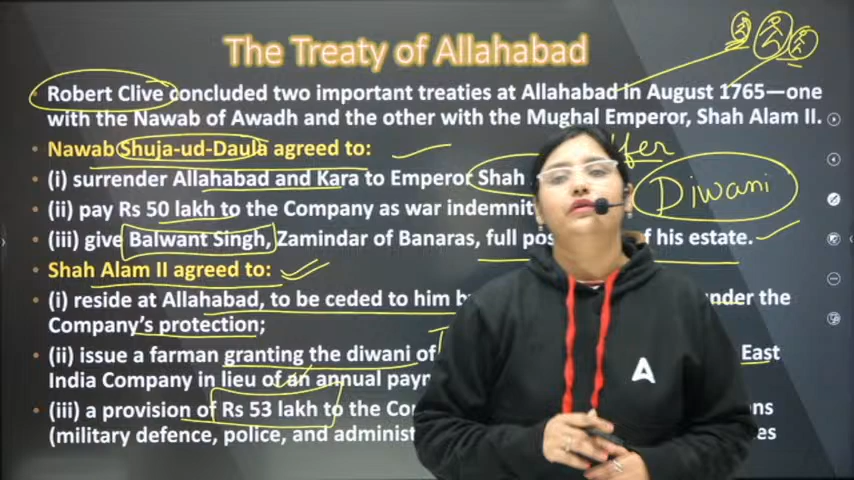 The Treaty of Allahabad
Robert Clive concluded two important treaties at Allahabad in August 1765—one
with the Nawab of Awadh and the other with the Mughal Emperor, Shah Alam II.
Nawab Shuja-ud-Daula agreed to:
(i) surrender Allahabad and Kara to Emperor Shah
Diwani
(ii) pay Rs 50 lakh to the Company as war indemnit
(iii) give Balwant Singh, Zamindar of Banaras, full pos of his estate.
Shah Alam II agreed to:
(i) reside at Allahabad, to be ceded to him b under the
Company's protection;
(ii) issue a farman granting the diwani of East
India Company in lieu of an annual payn
(iii) a provision of Rs 53 lakh to the Co ns
(military defence, police, and administ es